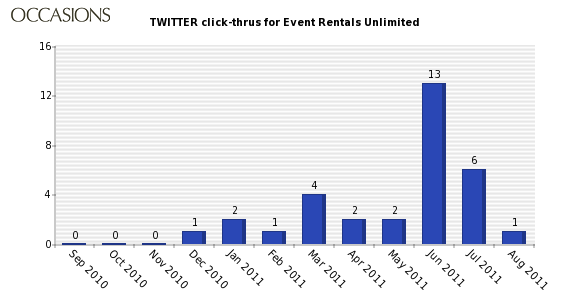 OCCASIONS
TWITTER click-thrus for Event Rentals Unlimited
16
12
8
4
0
0
0
0
1
2
1
4
2
2
13
6
1
Sep 2010
Oct 2010
Nov 2010
Dec 2010
Jan 2011
Feb 2011
Mar 2011
Apr 2011
May 2011
Jun 2011
Jul 2011
Aug 2011